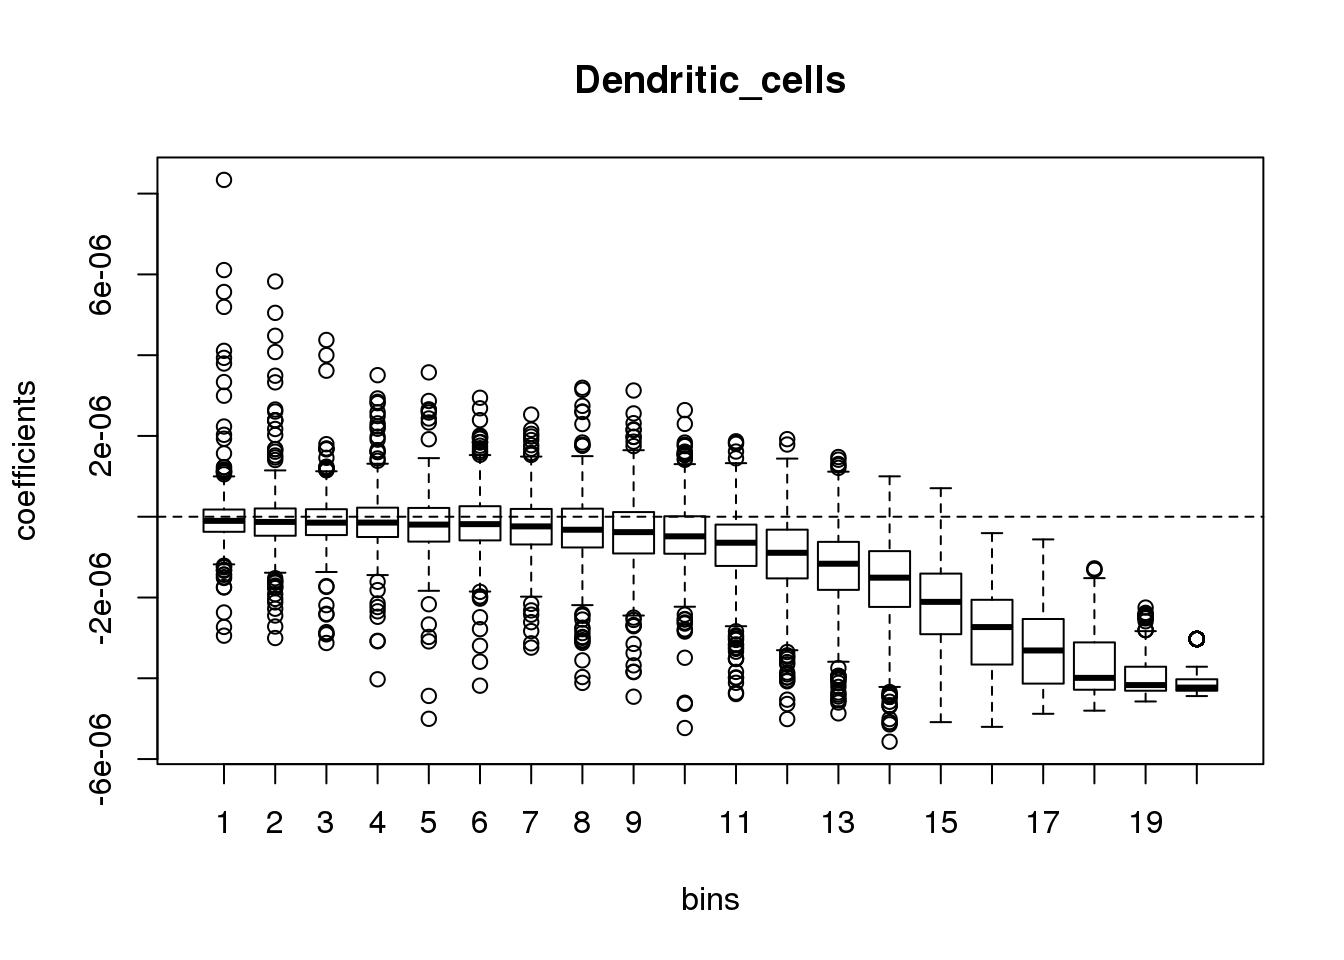 Dendritic_cells
coefficients
6e-06
2e-06
-2e-06
-6e-06
1 2 3 4 5 6 7 8 9 11 13 15 17 19
bins